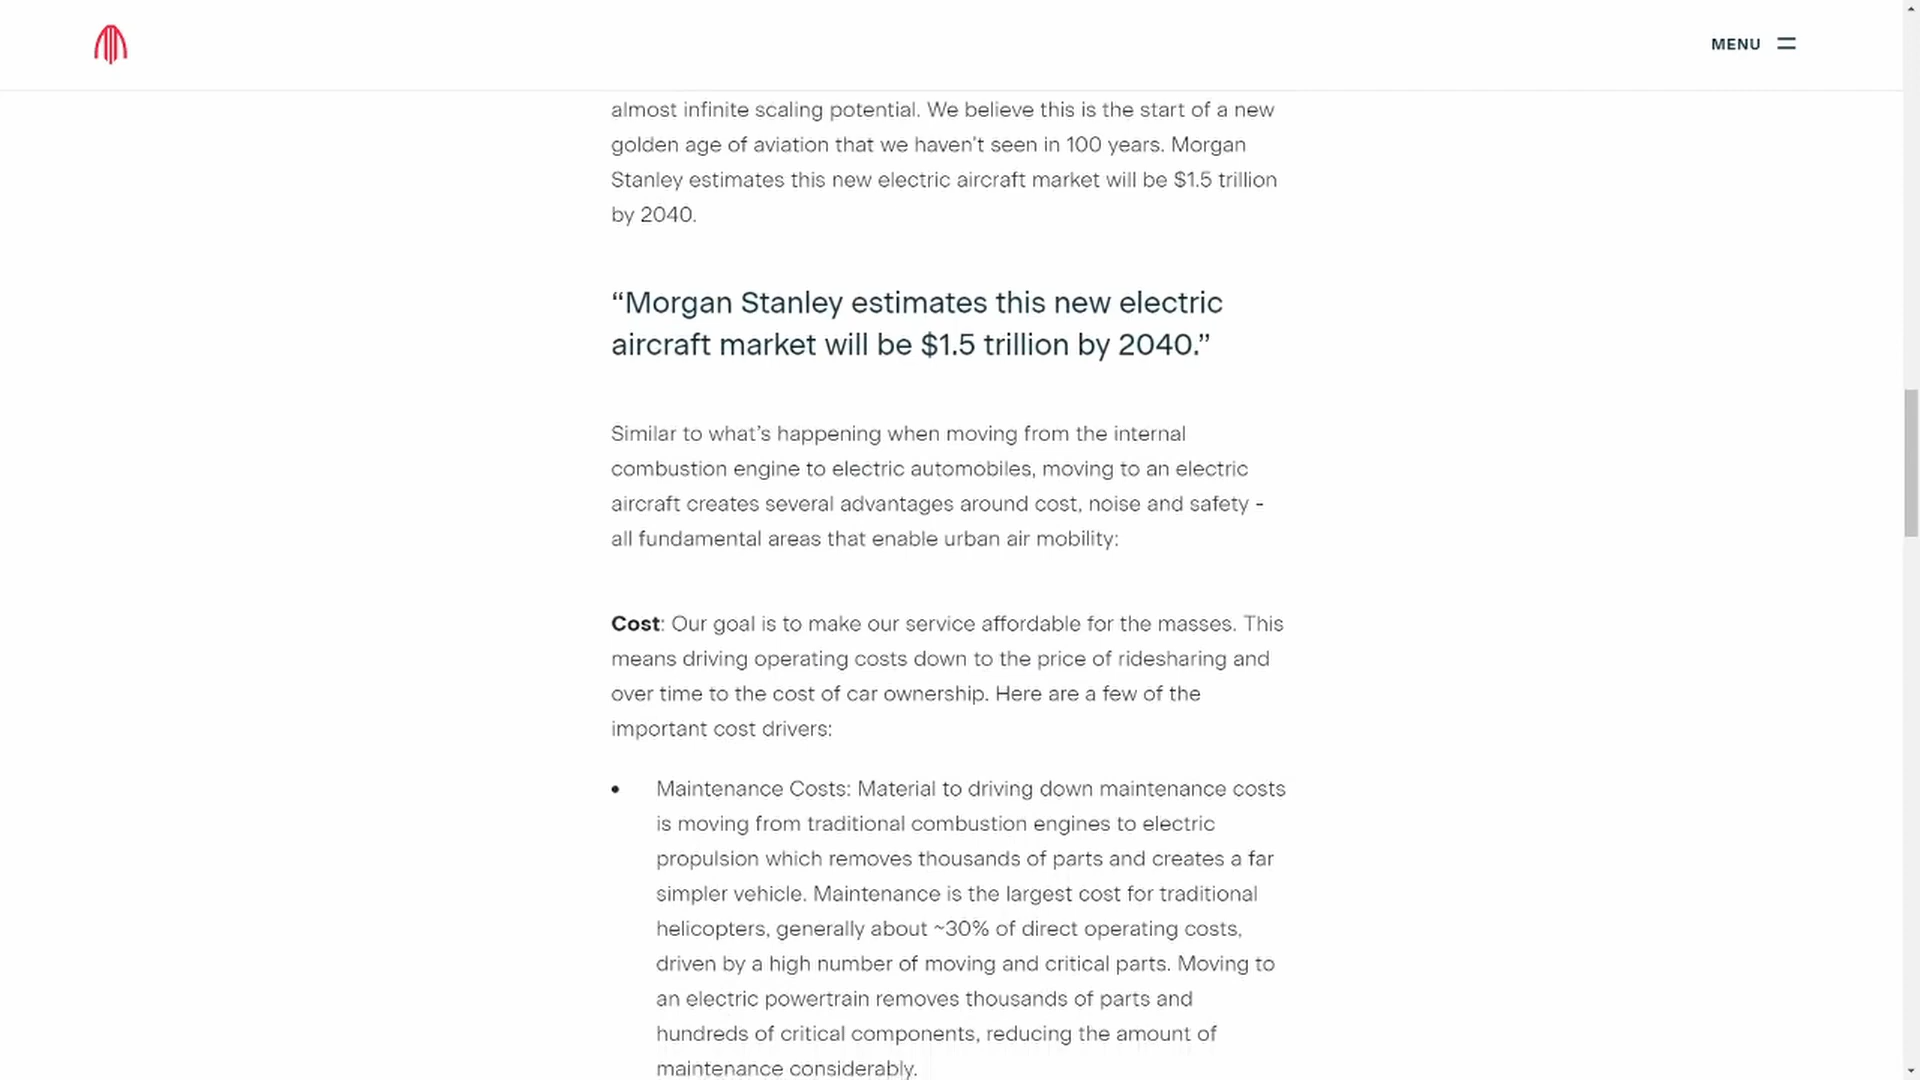 MENU
almost infinite scaling potential. We believe this is the start of a new
golden age of aviation that we haven't seen in 100 years. Morgan
Stanley estimates this new electric aircraft market will be $1.5 trillion
by 2040.
“Morgan Stanley estimates this new electric
aircraft market will be $1.5 trillion by 2040.”
Similar to what’s happening when moving from the internal
combustion engine to electric automobiles, moving to an electric
aircraft creates several advantages around cost, noise and safety -
all fundamental areas that enable urban air mobility:
Cost: Our goal is to make our service affordable for the masses. This
means driving operating costs down to the price of ridesharing and
over time to the cost of car ownership. Here are a few of the
important cost drivers:
• Maintenance Costs: Material to driving down maintenance costs
is moving from traditional combustion engines to electric
propulsion which removes thousands of parts and creates a far
simpler vehicle. Maintenance is the largest cost for traditional
helicopters, generally about ~30% of direct operating costs,
driven by a high number of moving and critical parts. Moving to
an electric powertrain removes thousands of parts and
hundreds of critical components, reducing the amount of
maintenance considerably.